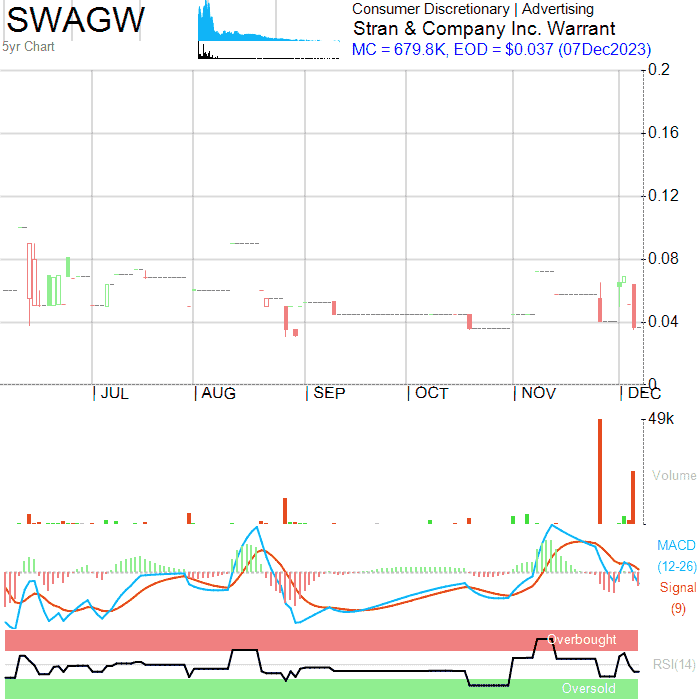 SWAGW
5yr Chart
Consumer Discretionary | Advertising
Stran & Company Inc. Warrant
MC = 679.8K, EOD = $0.037 (07Dec2023)
0.2
0.16
0.12
0.08
0.04
0
JUL AUG SEP OCT NOV DEC
49k
Volume
MACD
(12-26)
Signal
(9)
Overbought
RSI(14)
Oversold